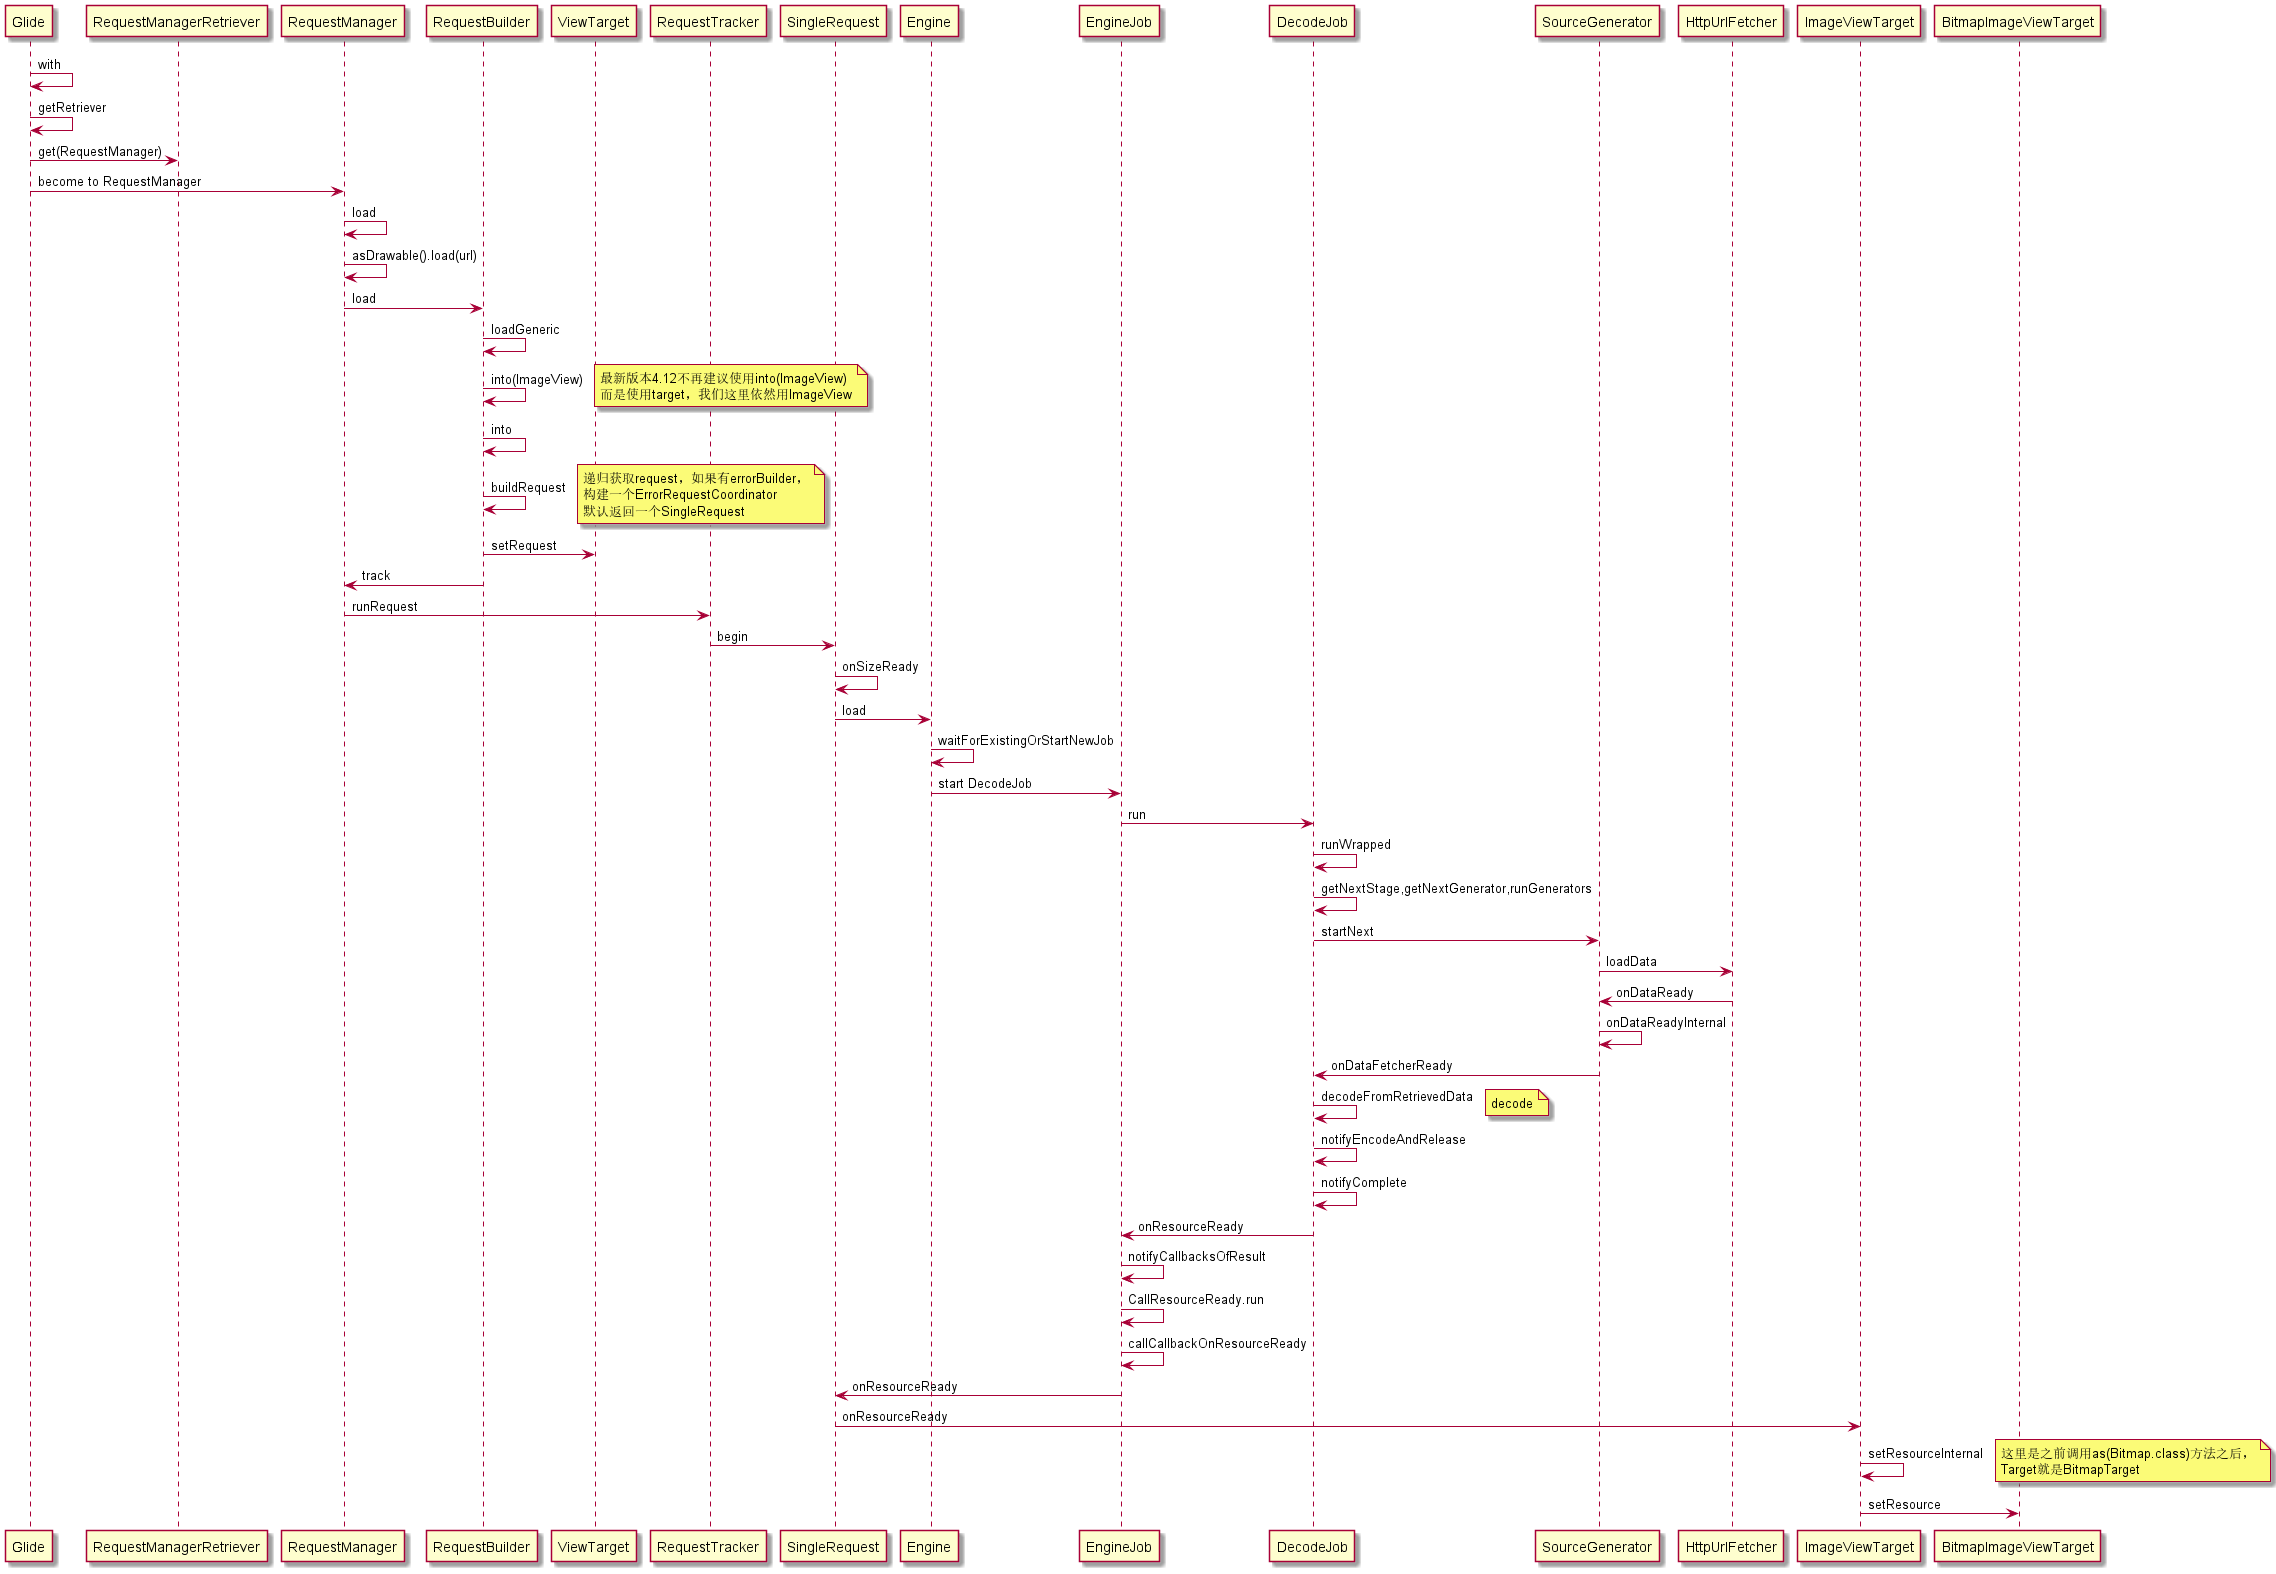 Glide
RequestManagerRetriever
RequestManager
RequestBuilder
ViewTarget
RequestTracker
SingleRequest
Engine
EngineJob
DecodeJob
SourceGenerator
HttpUrlFetcher
ImageViewTarget
BitmapImageViewTarget
with
getRetriever
get(RequestManager)
become to RequestManager
load
asDrawable().load(url)
load
loadGeneric
into(ImageView)
最新版本4.12不再建议使用into(ImageView)
而是使用target，我们这里依然用ImageView
into
buildRequest
递归获取request，如果有errorBuilder，
构建一个ErrorRequestCoordinator
默认返回一个SingleRequest
setRequest
track
runRequest
begin
onSizeReady
load
waitForExistingOrStartNewJob
start DecodeJob
run
runWrapped
getNextStage,getNextGenerator,runGenerators
startNext
loadData
onDataReady
onDataReadyInternal
onDataFetcherReady
decodeFromRetrievedData
decode
notifyEncodeAndRelease
notifyComplete
onResourceReady
notifyCallbacksOfResult
CallResourceReady.run
callCallbackOnResourceReady
onResourceReady
onResourceReady
setResourceInternal
这里是之前调用as(Bitmap.class)方法之后，
Target就是BitmapTarget
setResource
Glide
RequestManagerRetriever
RequestManager
RequestBuilder
ViewTarget
RequestTracker
SingleRequest
Engine
EngineJob
DecodeJob
SourceGenerator
HttpUrlFetcher
ImageViewTarget
BitmapImageViewTarget